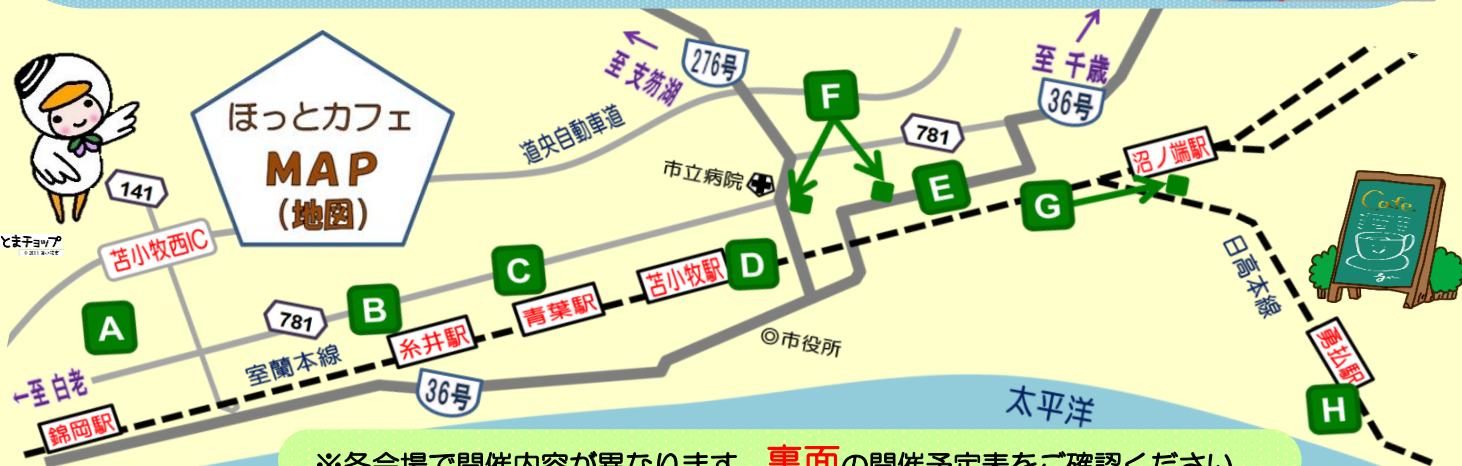 ほっとカフェ
MAP
(地図)
とまチョップ
141
苫小牧西IC
道央自動車道
←
至 支笏湖
276号
F
至 千歳
36号
781
市立病院
E
沼ノ端駅
G
Cafe
A
781
B
C
D
苫小牧駅
青葉駅
糸井駅
室蘭本線
←至 白老
錦岡駅
36号
◎市役所
日高本線
勇払駅
H
太平洋
※各会場で開催内容が異なります。裏面の開催予定表をご確認ください